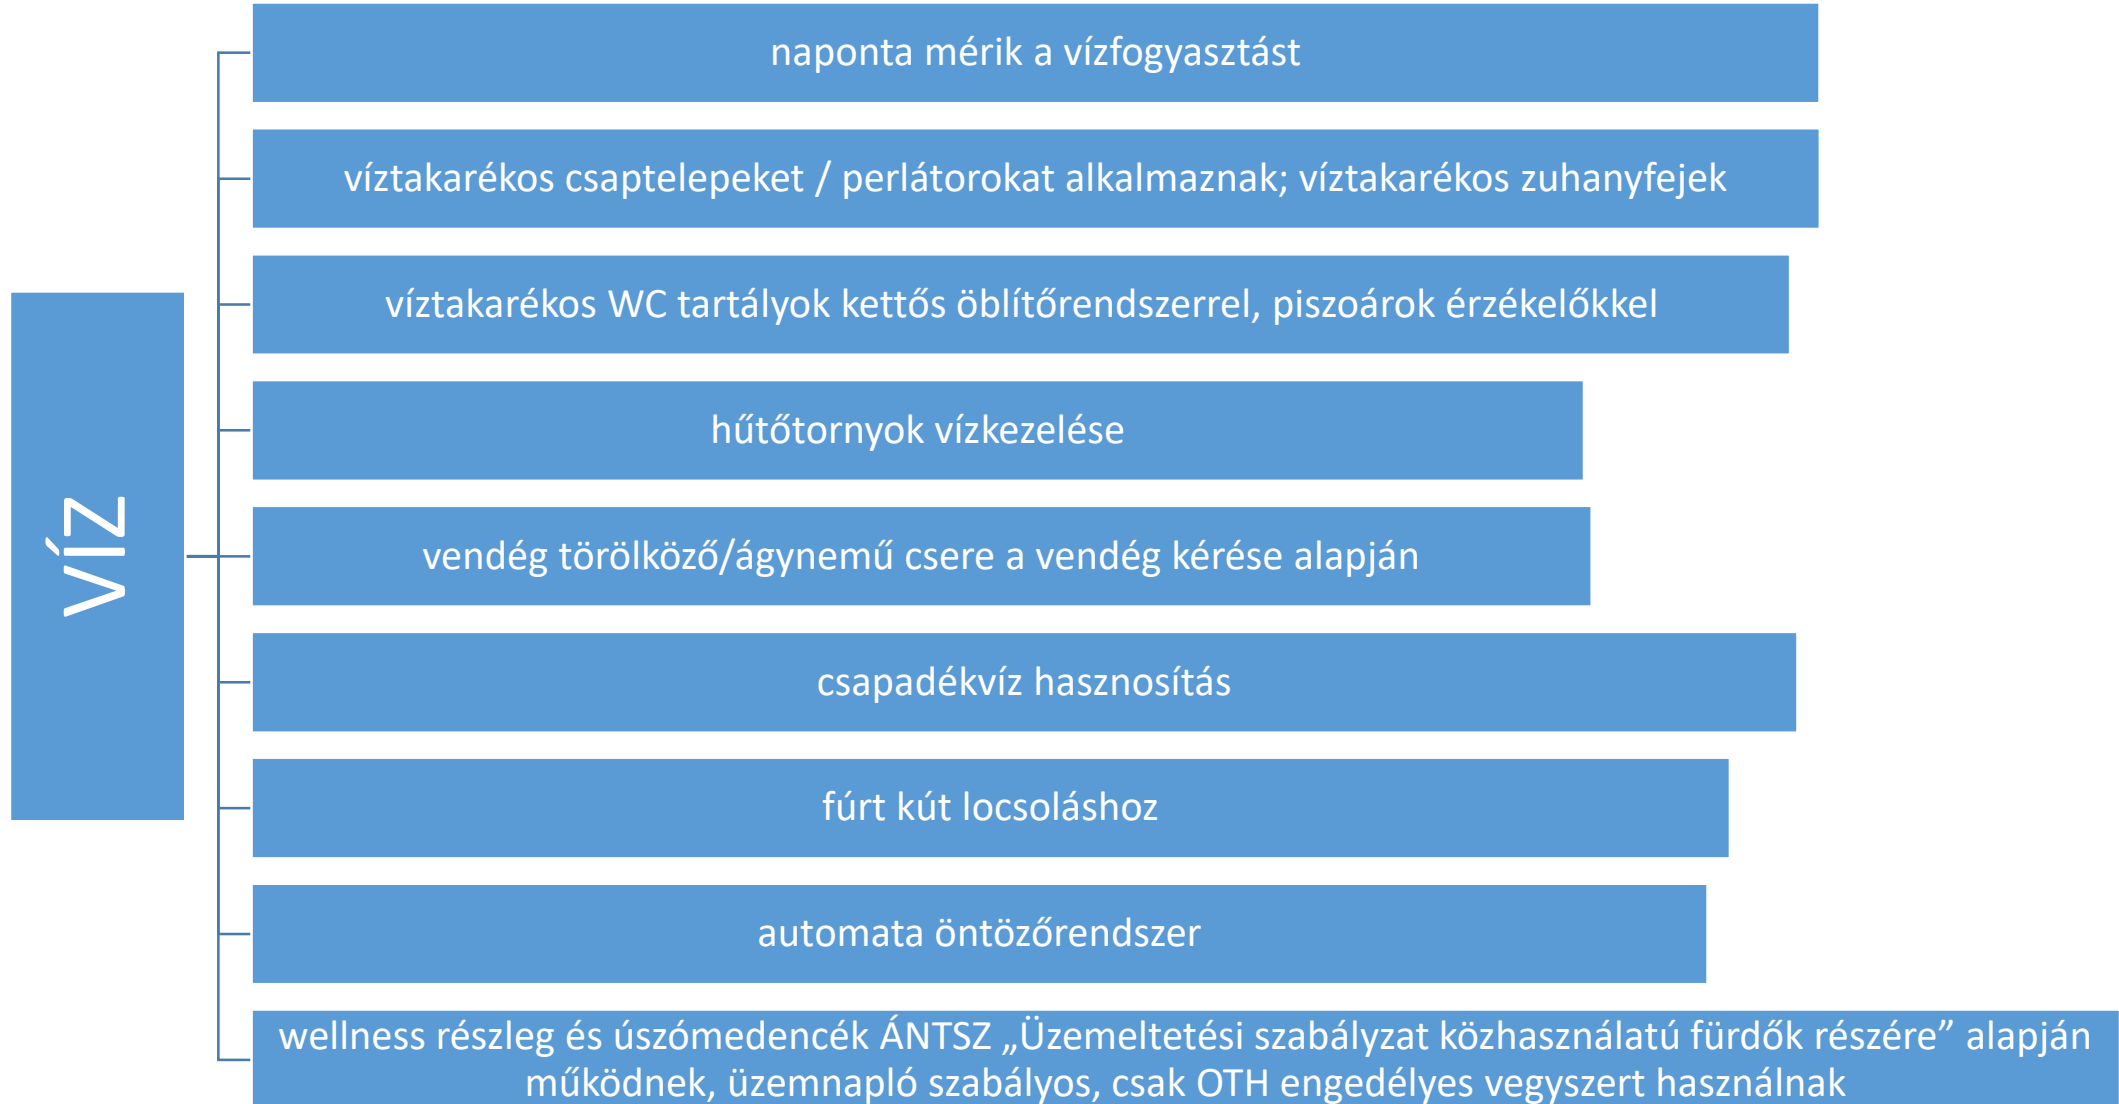 VÍZ
naponta mérik a vízfogyasztást
víztakarékos csaptelepeket / perlátorokat alkalmaznak; víztakarékos zuhanyfejek
víztakarékos WC tartályok kettős öblítőrendszerrel, piszoárok érzékelőkkel
hűtőtornyok vízkezelése
vendég törölköző/ágynemű csere a vendég kérése alapján
csapadékvíz hasznosítás
fúrt kút locsoláshoz
automata öntözőrendszer
wellness részleg és úszómedencék ÁNTSZ „Üzemeltetési szabályzat közhasználatú fürdők részére” alapján
működnek, üzemnapló szabályos, csak OTH engedélyes vegyszert használnak